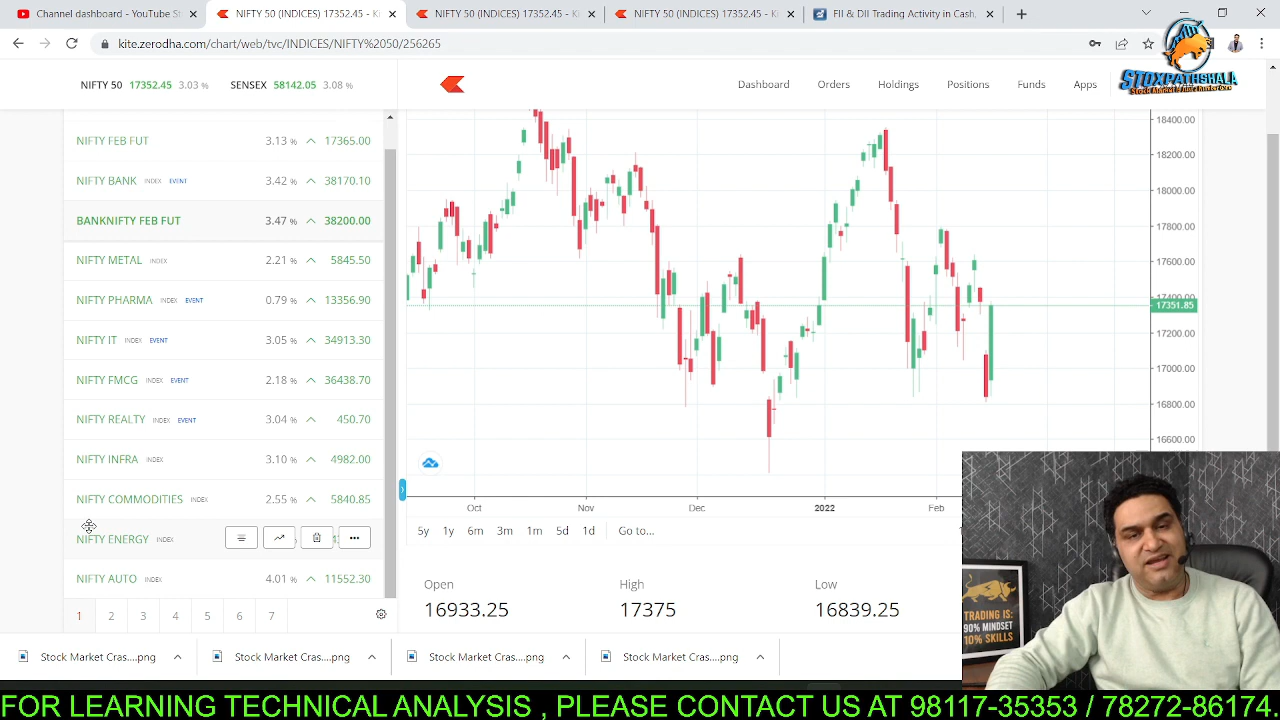 Channel dashboard - YouTube St
NIFTY 50 (INDICES) 17352.45 - Ki
NIFTY 50 (INDICES) 17352.45 - Ki
NIFTY 50 (INDICES) 17352.45 - Ki
FII & DII Trading Activity in Cash,
kite.zerodha.com/chart/web/tvc/INDICES/NIFTY%2050/256265
STOXPATHSHALA
NIFTY 50 17352.45 3.03 % SENSEX 58142.05 3.08 %
Dashboard Orders Holdings Positions Funds Apps
NIFTY FEB FUT 3.13 % 17365.00
NIFTY BANK INDEX EVENT 3.42 % 38170.10
BANKNIFTY FEB FUT 3.47 % 38200.00
NIFTY METAL INDEX 2.21 % 5845.50
NIFTY PHARMA INDEX EVENT 0.79 % 13356.90
NIFTY IT INDEX EVENT 3.05 % 34913.30
NIFTY FMCG INDEX EVENT 2.18 % 36438.70
NIFTY REALTY INDEX EVENT 3.04 % 450.70
NIFTY INFRA INDEX 3.10 % 4982.00
NIFTY COMMODITIES INDEX 2.55 % 5840.85
NIFTY ENERGY INDEX
NIFTY AUTO INDEX 4.01 % 11552.30
1 2 3 4 5 6
18400.00
18200.00
18000.00
17800.00
17600.00
17400.00
17351.85
17200.00
17000.00
16800.00
16600.00
Oct Nov Dec 2022 Feb
5y 1y 6m 3m 1m 5d 1d Go to...
Open High Low
16933.25 17375 16839.25
TRADING IS:
90% MINDSET
10% SKILLS
Stock Market Cras....png
Stock Market Cras....png
Stock Market Cras....png
FOR LEARNING TECHNICAL ANALYSIS , PLEASE CONTACT US AT 98117-35353 / 78272-86174.